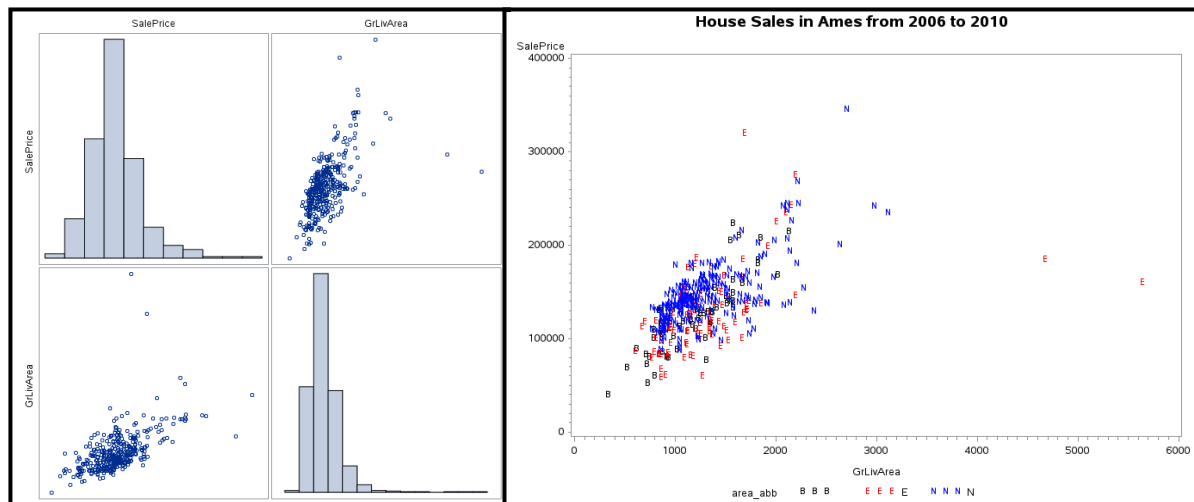 SalePrice
GrLivArea
SalePrice
GrLivArea
House Sales in Ames from 2006 to 2010
SalePrice
400000
300000
200000
100000
0
0 1000 2000 3000 4000 5000 6000
GrLivArea
area_abb B B B E E E E N N N N